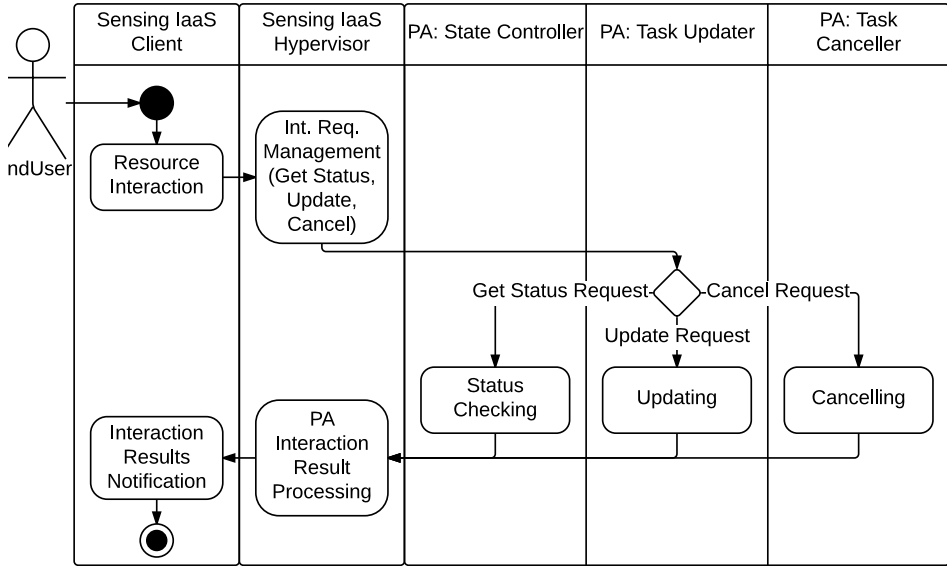 Sensing IaaS
Client
Sensing IaaS
Hypervisor
PA: State Controller
PA: Task Updater
PA: Task
Canceller
ndUser
Resource
Interaction
Int. Req.
Management
(Get Status,
Update,
Cancel)
Get Status Request
Cancel Request
Update Request
Status
Checking
Updating
Cancelling
Interaction
Results
Notification
PA
Interaction
Result
Processing